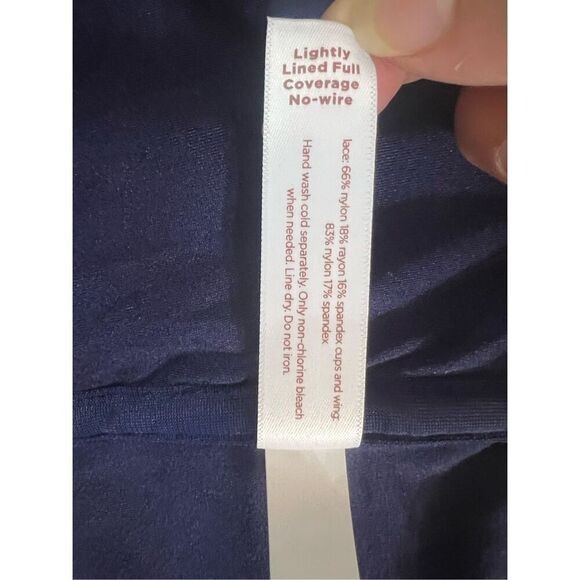 Lightly
Lined Full
Coverage
No-wire
lace: 66% nylon 18% rayon 16% spandex cups and wing:
83% nylon 17% spandex
Hand wash cold separately. Only non-chlorine bleach
when needed. Line dry. Do not iron.